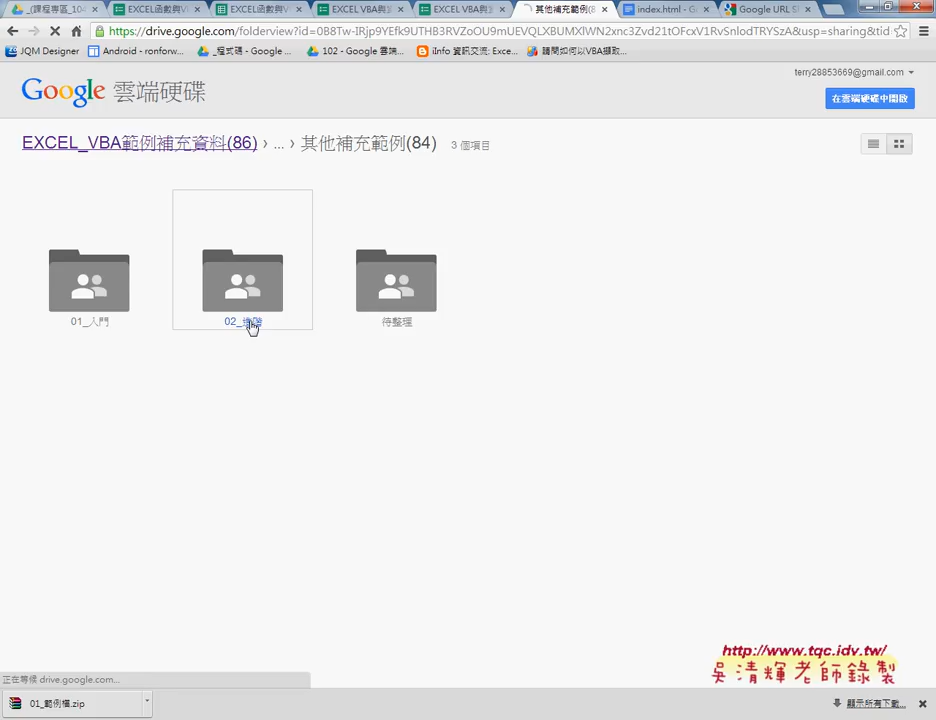 _(課程專區_10
EXCEL函數與V
EXCEL函數與V
EXCEL VBA與
EXCEL VBA與
其他補充範例(8
index.html - G
Google URL S
https://drive.google.com/folderview?id=0B8Tw-IRjp9YEfk9UTHB3RVZoOU9mUEVQLXBUMXlWN2xnc3Zvd21tOFcxV1RvSnlodTRYSzA&usp=sharing&tid
JQM Designer
Android - ronforw...
_程式碼 - Google ...
102 - Google 雲端...
iInfo 資訊交流: Exce...
請問如何以VBA擷取...
terry28853669@gmail.com
Google 雲端硬碟
在雲端硬碟中開啟
EXCEL_VBA範例補充資料(86) › ... › 其他補充範例(84) 3 個項目
01_入門
02_進階
待整理
http://www.tqc.idv.tw/
吳清輝老師錄製
正在等候 drive.google.com...
01_範例檔.zip
顯示所有下載...